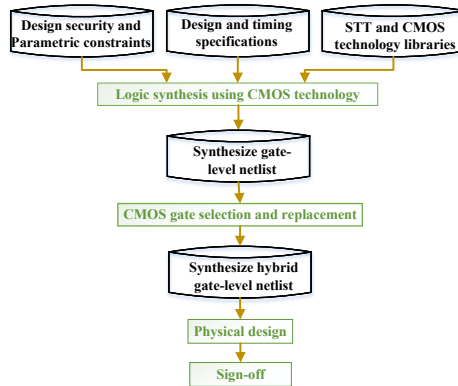 Design security and
Parametric constraints
Design and timing
specifications
STT and CMOS
technology libraries
Logic synthesis using CMOS technology
Synthesize gate-
level netlist
CMOS gate selection and replacement
Synthesize hybrid
gate-level netlist
Physical design
Sign-off